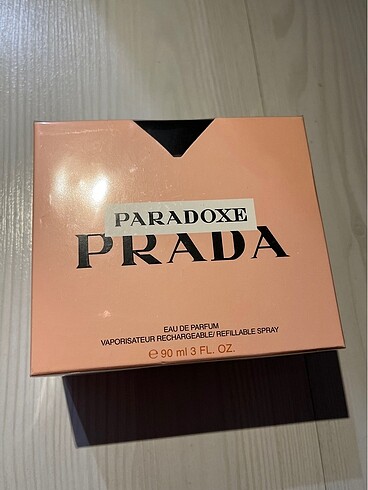 PARADOXE
PRADA
EAU DE PARFUM
VAPORISATEUR RECHARGEABLE/ REFILLABLE SPRAY
℮ 90 ml 3 FL. OZ.